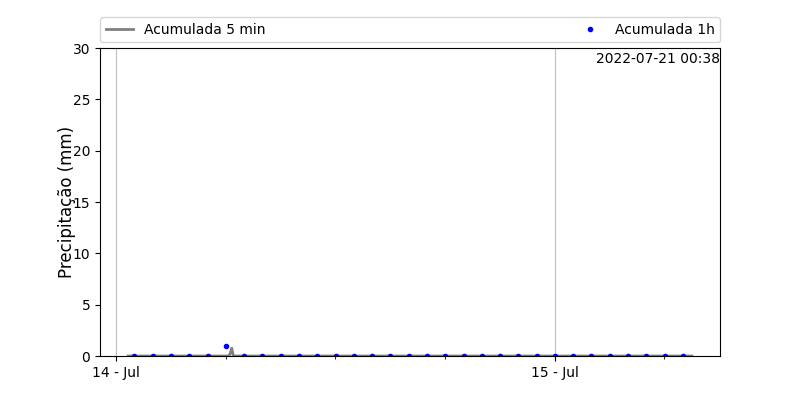 Acumulada 5 min
Acumulada 1h
2022-07-21 00:38
Precipitação (mm)
30
25
20
15
10
5
0
14 - Jul
15 - Jul